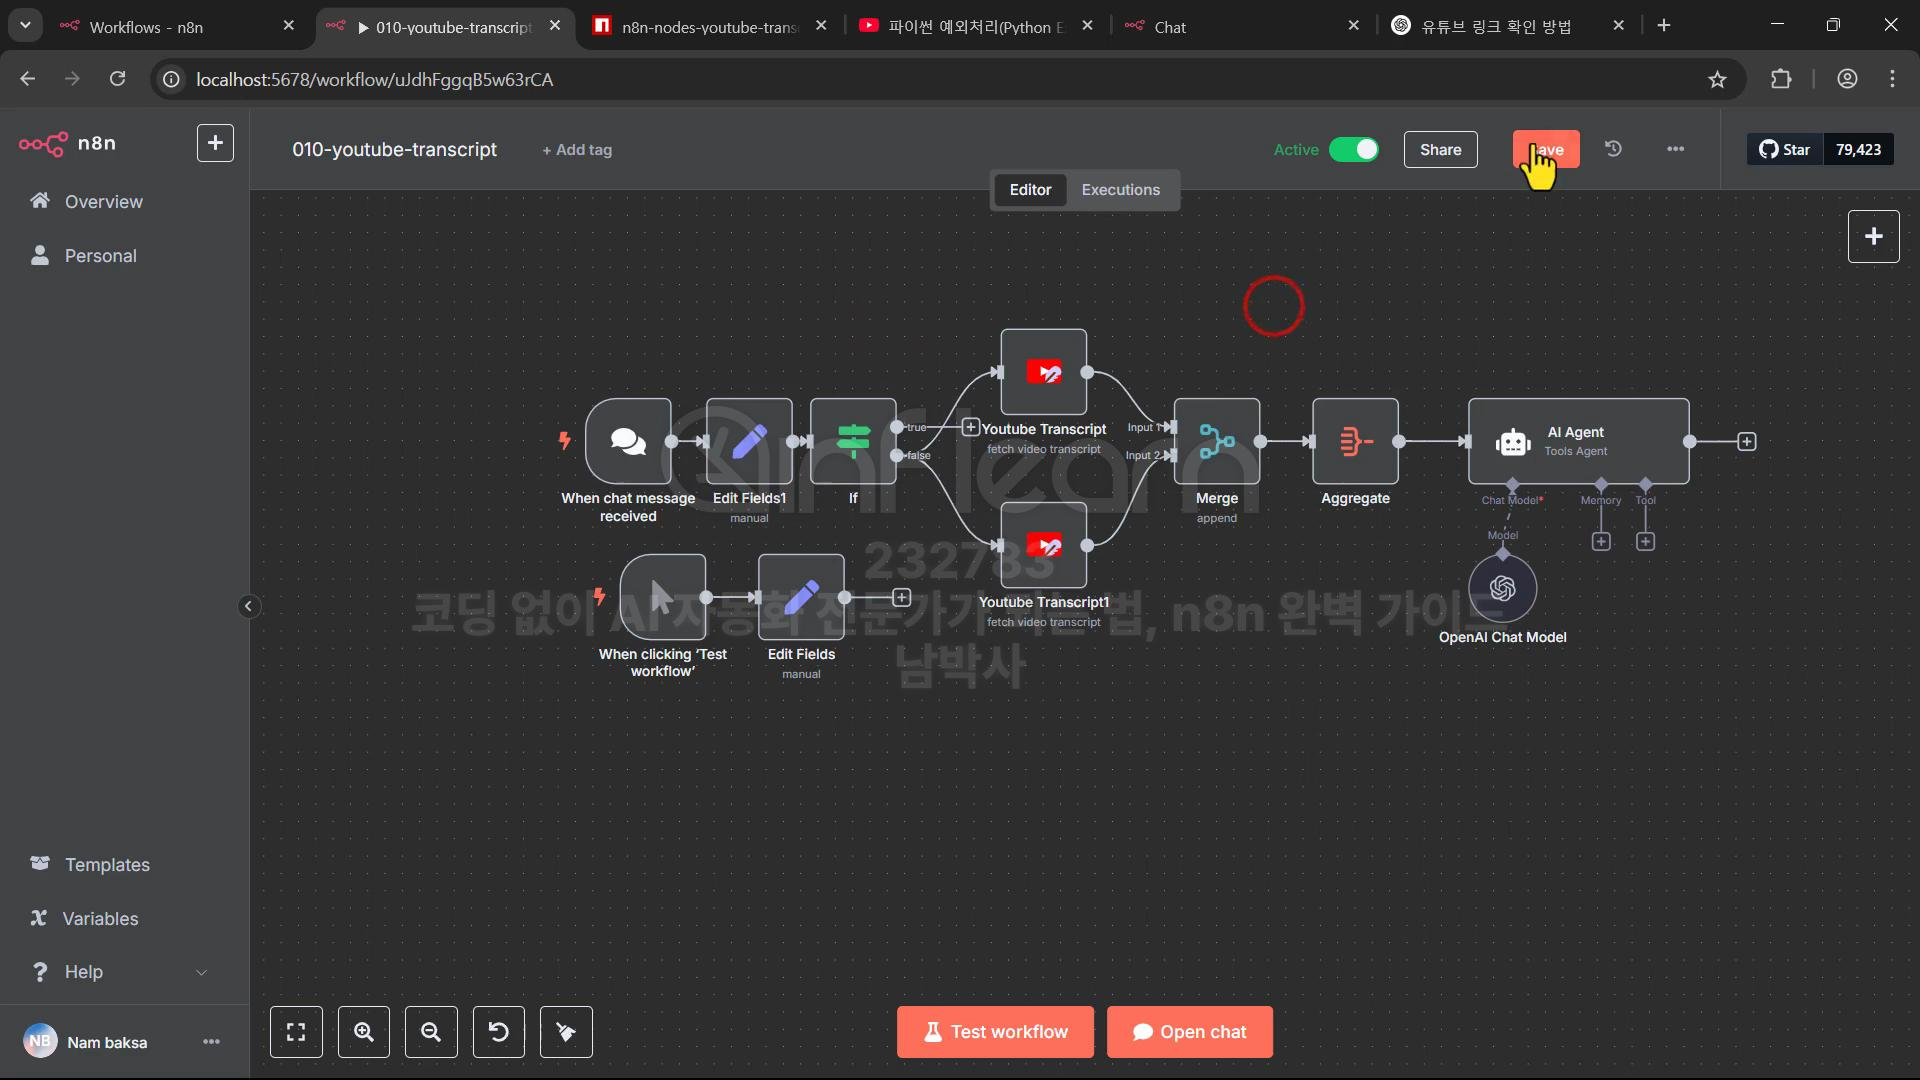 Workflows - n8n
010-youtube-transcript
n8n-nodes-youtube-trans
파이썬 예외처리(Python E
Chat
유튜브 링크 확인 방법
localhost:5678/workflow/uJdhFggqB5w63rCA
n8n
010-youtube-transcript
+ Add tag
Active
Share
Star
79,423
Editor
Executions
Overview
Personal
When chat message
received
Edit Fields1
manual
If
true
false
Youtube Transcript
fetch video transcript
Input 1
Input 2
Merge
append
Aggregate
AI Agent
Tools Agent
Chat Model*
Memory
Tool
Model
OpenAI Chat Model
When clicking 'Test
workflow'
Edit Fields
manual
Youtube Transcript1
fetch video transcript
inflearn
232783
코딩 없이 AI 자동화 전문가가 되는 법, n8n 완벽 가이드
남박사
Templates
Variables
Help
NB
Nam baksa
Test workflow
Open chat